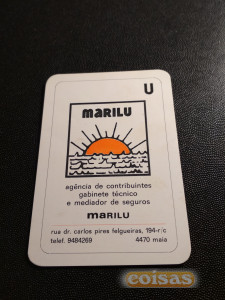 U
MARILU
agência de contribuintes
gabinete técnico
e mediador de seguros
MARILU
rua dr. carlos pires felgueiras, 194-r/c
telef. 9484269 4470 maia
coisas